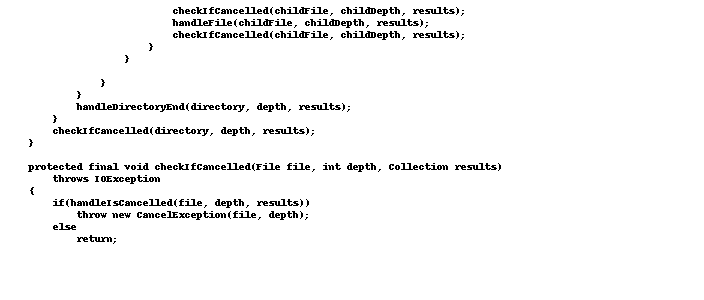 checkIfCancelled(childFile, childDepth, results);
handleFile(childFile, childDepth, results);
checkIfCancelled(childFile, childDepth, results);
}
}
}
}
handleDirectoryEnd(directory, depth, results);
}
checkIfCancelled(directory, depth, results);
}
protected final void checkIfCancelled(File file, int depth, Collection results)
throws IOException
{
if(handleIsCancelled(file, depth, results))
throw new CancelException(file, depth);
else
return;